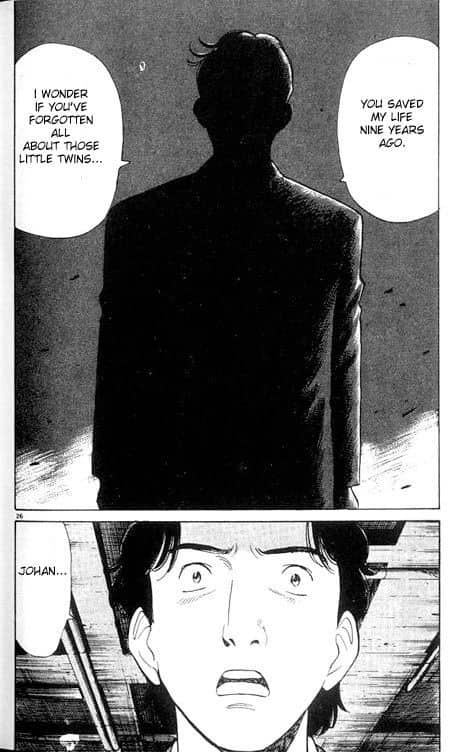 YOU SAVED
MY LIFE
NINE YEARS
AGO.
I WONDER
IF YOU'VE
FORGOTTEN
ALL
ABOUT THOSE
LITTLE TWINS...
26
JOHAN...